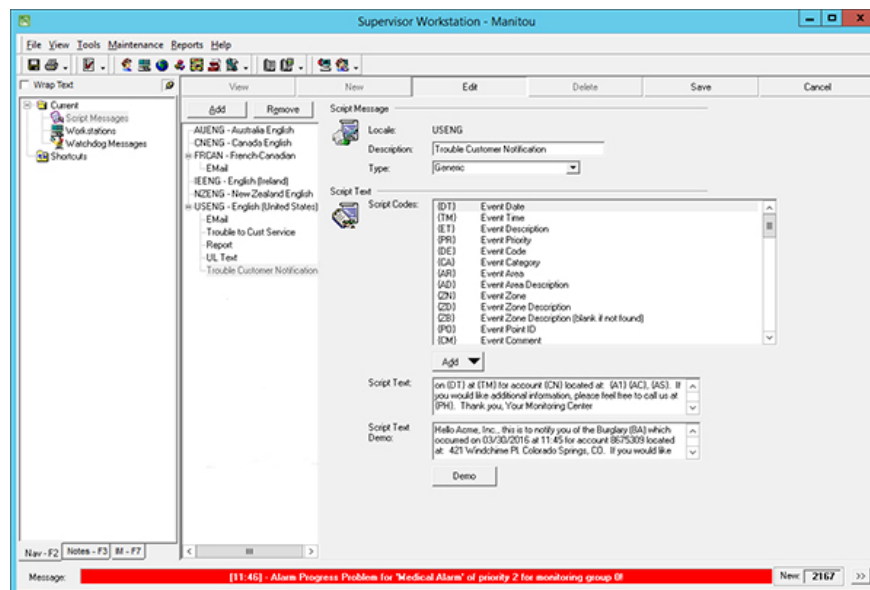 Supervisor Workstation - Manitou
File View Tools Maintenance Reports Help
Wrap Text
View New Edit Delete Save Cancel
Current
Script Messages
Workstations
Watchdog Messages
Shortcuts
Add Remove
AUENG - Australia English
CNENG - Canada English
FRCAN - French-Canadian
EMail
IEENG - English (Ireland)
NZENG - New Zealand English
USENG - English (United States)
EMail
Trouble to Cust Service
Report
UL Text
Trouble Customer Notification
Script Message
Locale: USENG
Description: Trouble Customer Notification
Type: Generic
Script Text
Script Codes:
{DT} Event Date
{TM} Event Time
{ET} Event Description
{PR} Event Priority
{DE} Event Code
{CA} Event Category
{AR} Event Area
{AD} Event Area Description
{ZN} Event Zone
{ZD} Event Zone Description
{ZB} Event Zone Description (blank if not found)
{PO} Event Point ID
{CM} Event Comment
Add
Script Text:
on {DT} at {TM} for account {CN} located at: {A1} {AC}, {AS}. If
you would like additional information, please feel free to call us at
{PH}. Thank you, Your Monitoring Center
Script Text
Demo:
Hello Acme, Inc., this is to notify you of the Burglary (BA) which
occurred on 03/30/2016 at 11:45 for account 8675309 located
at: 421 Windchime Pl. Colorado Springs, CO. If you would like
Demo
Nav - F2 Notes - F3 IM - F7
Message: [11:46] - Alarm Progress Problem for 'Medical Alarm' of priority 2 for monitoring group 0! New: 2167 >>